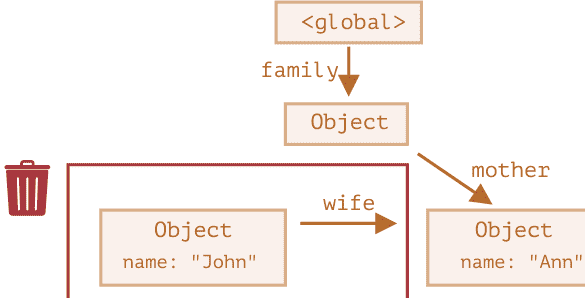 <global>
family
Object
mother
wife
Object
name: "John"
Object
name: "Ann"